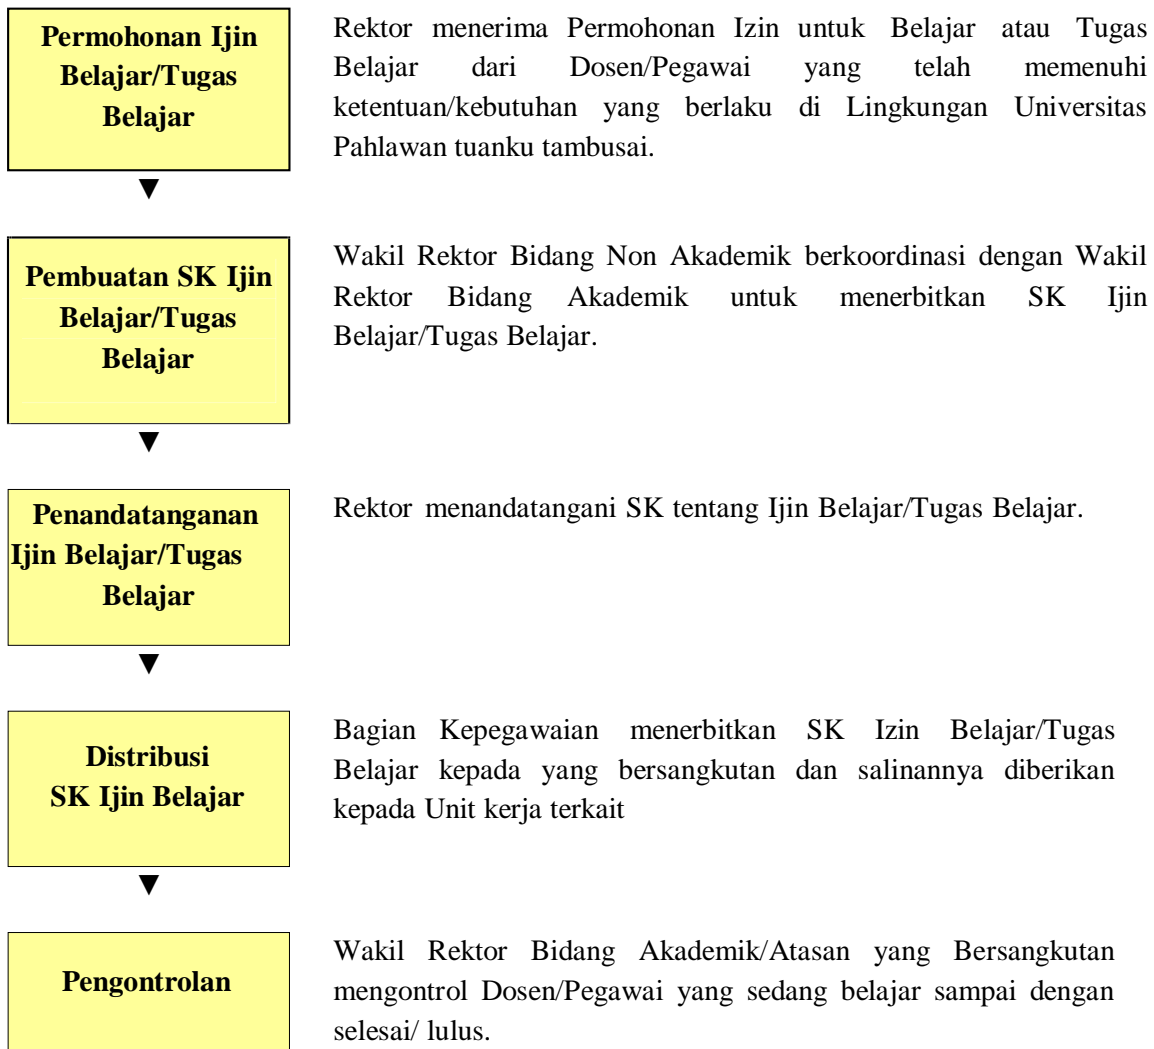 Permohonan Ijin
Belajar/Tugas
Belajar
Rektor menerima Permohonan Izin untuk Belajar atau Tugas
Belajar dari Dosen/Pegawai yang telah memenuhi
ketentuan/kebutuhan yang berlaku di Lingkungan Universitas
Pahlawan tuanku tambusai.
Pembuatan SK Ijin
Belajar/Tugas
Belajar
Wakil Rektor Bidang Non Akademik berkoordinasi dengan Wakil
Rektor Bidang Akademik untuk menerbitkan SK Ijin
Belajar/Tugas Belajar.
Penandatanganan
Ijin Belajar/Tugas
Belajar
Rektor menandatangani SK tentang Ijin Belajar/Tugas Belajar.
Distribusi
SK Ijin Belajar
Bagian Kepegawaian menerbitkan SK Izin Belajar/Tugas
Belajar kepada yang bersangkutan dan salinannya diberikan
kepada Unit kerja terkait
Pengontrolan
Wakil Rektor Bidang Akademik/Atasan yang Bersangkutan
mengontrol Dosen/Pegawai yang sedang belajar sampai dengan
selesai/ lulus.